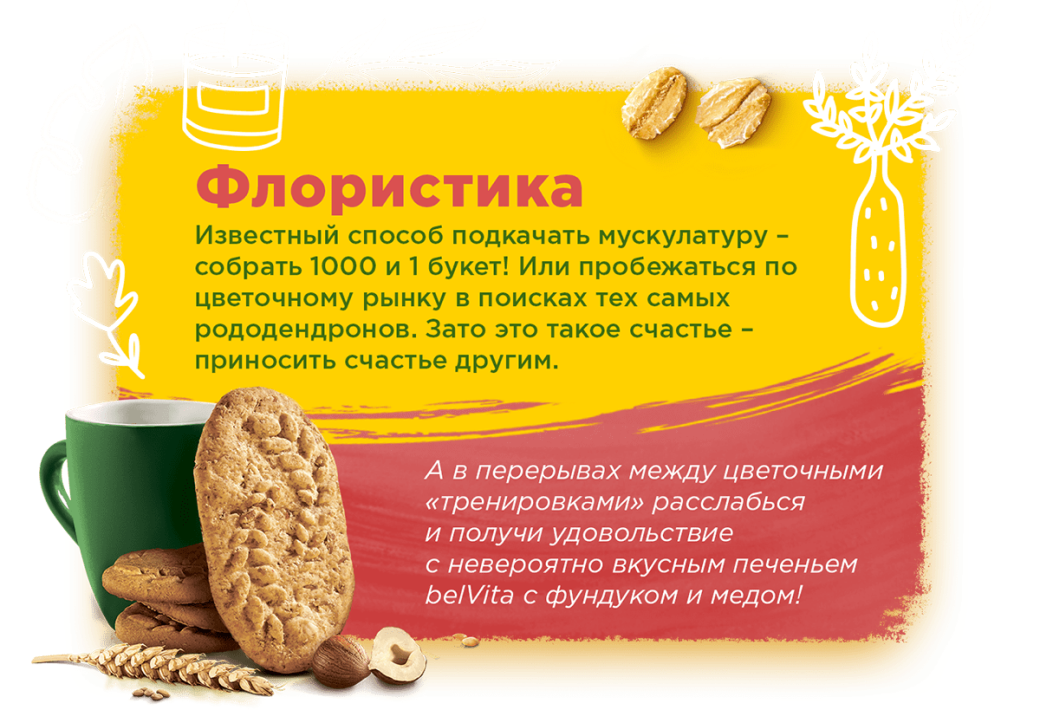 Флористика
Известный способ подкачать мускулатуру –
собрать 1000 и 1 букет! Или пробежаться по
цветочному рынку в поисках тех самых
рододендронов. Зато это такое счастье –
приносить счастье другим.
А в перерывах между цветочными
«тренировками» расслабься
и получи удовольствие
с невероятно вкусным печеньем
belVita с фундуком и медом!